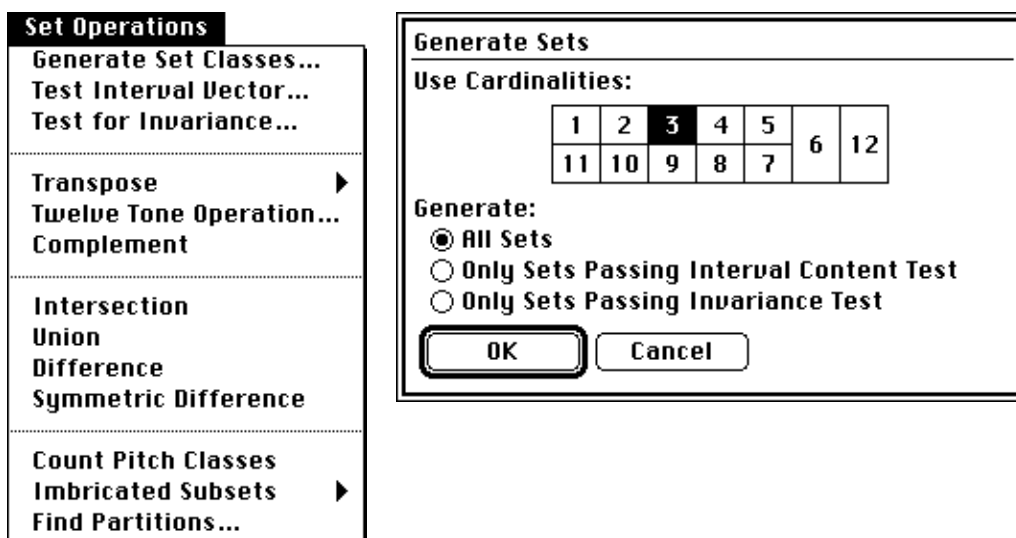 Set Operations
Generate Set Classes...
Test Interval Vector...
Test for Invariance...
Transpose
Twelve Tone Operation...
Complement
Intersection
Union
Difference
Symmetric Difference
Count Pitch Classes
Imbricated Subsets
Find Partitions...
Generate Sets
Use Cardinalities:
1 2 3 4 5 6 12
11 10 9 8 7
Generate:
All Sets
Only Sets Passing Interval Content Test
Only Sets Passing Invariance Test
OK Cancel